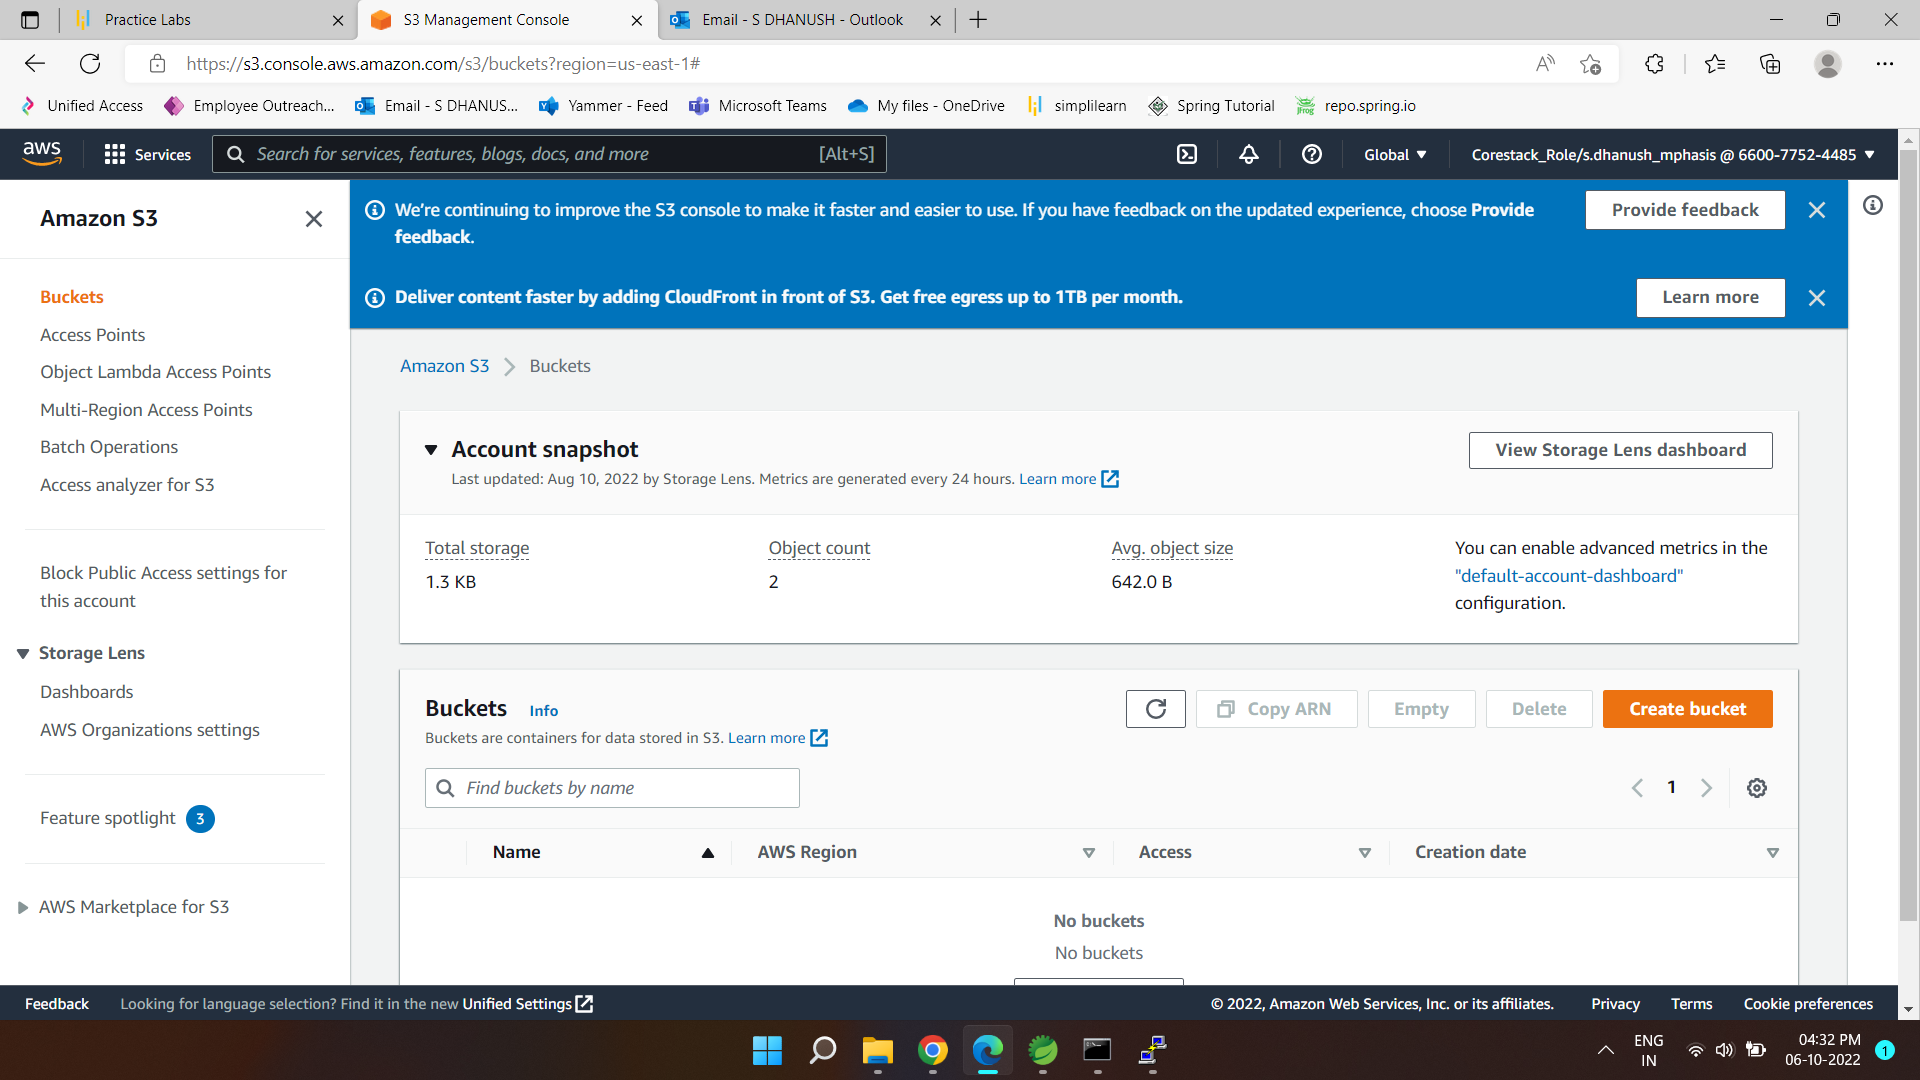 Practice Labs
S3 Management Console
Email - S DHANUSH - Outlook
https://s3.console.aws.amazon.com/s3/buckets?region=us-east-1#
Unified Access
Employee Outreach...
Email - S DHANUS...
Yammer - Feed
Microsoft Teams
My files - OneDrive
simplilearn
Spring Tutorial
repo.spring.io
aws
Services
Search for services, features, blogs, docs, and more
[Alt+S]
Global
Corestack_Role/s.dhanush_mphasis @ 6600-7752-4485
Amazon S3
Buckets
Access Points
Object Lambda Access Points
Multi-Region Access Points
Batch Operations
Access analyzer for S3
Block Public Access settings for
this account
Storage Lens
Dashboards
AWS Organizations settings
Feature spotlight 3
AWS Marketplace for S3
We're continuing to improve the S3 console to make it faster and easier to use. If you have feedback on the updated experience, choose Provide
feedback.
Provide feedback
Deliver content faster by adding CloudFront in front of S3. Get free egress up to 1TB per month.
Learn more
Amazon S3
Buckets
Account snapshot
Last updated: Aug 10, 2022 by Storage Lens. Metrics are generated every 24 hours. Learn more
View Storage Lens dashboard
Total storage
1.3 KB
Object count
2
Avg. object size
642.0 B
You can enable advanced metrics in the
"default-account-dashboard"
configuration.
Buckets
Info
Buckets are containers for data stored in S3. Learn more
Copy ARN
Empty
Delete
Create bucket
Find buckets by name
1
Name
AWS Region
Access
Creation date
No buckets
No buckets
Feedback
Looking for language selection? Find it in the new Unified Settings
© 2022, Amazon Web Services, Inc. or its affiliates.
Privacy
Terms
Cookie preferences
ENG
IN
04:32 PM
06-10-2022
1